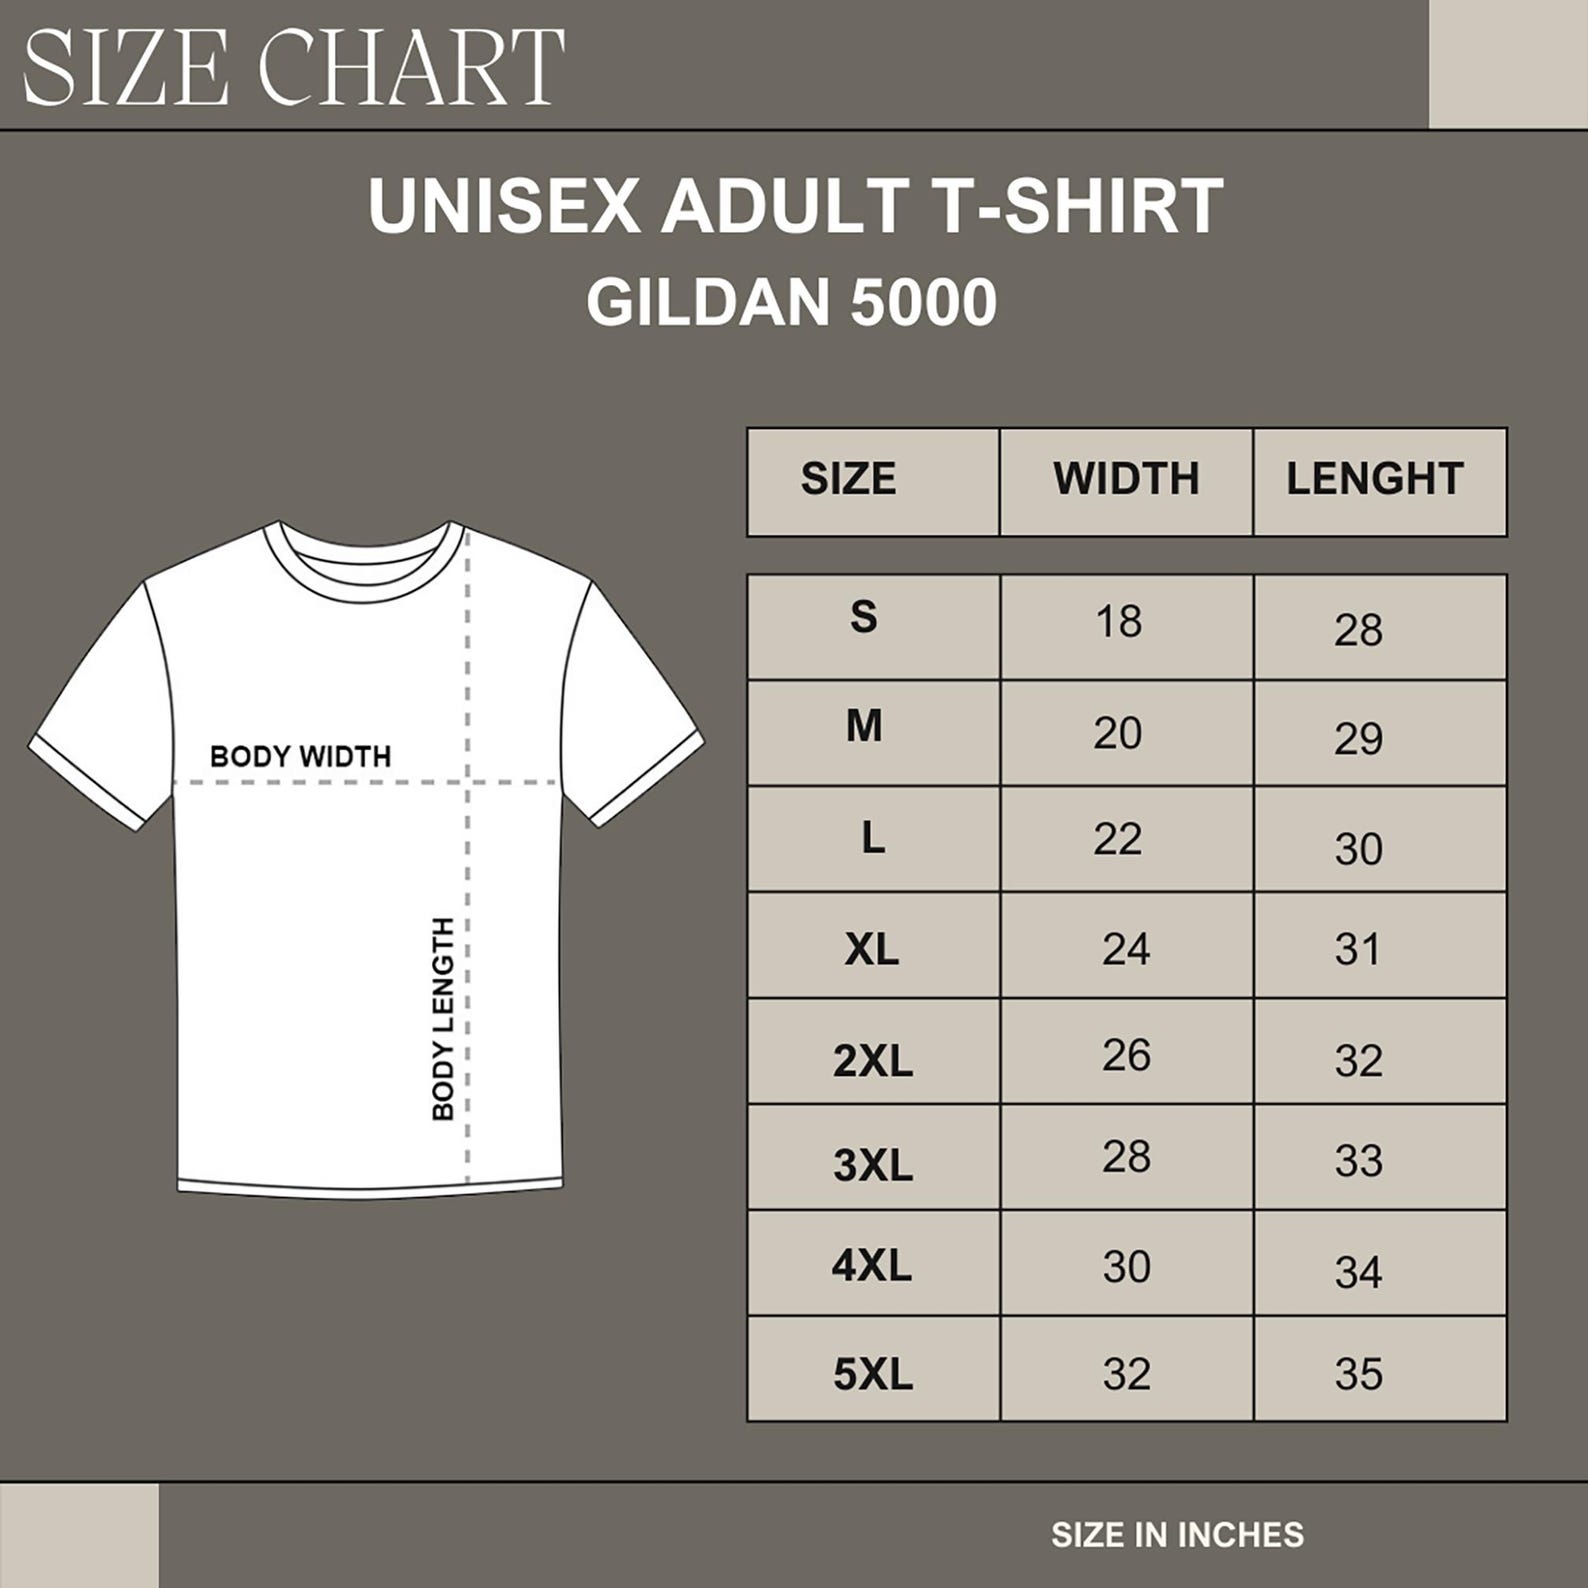 SIZE CHART
UNISEX ADULT T-SHIRT
GILDAN 5000
SIZE WIDTH LENGHT
S 18 28
M 20 29
L 22 30
XL 24 31
2XL 26 32
3XL 28 33
4XL 30 34
5XL 32 35
BODY WIDTH
BODY LENGTH
SIZE IN INCHES